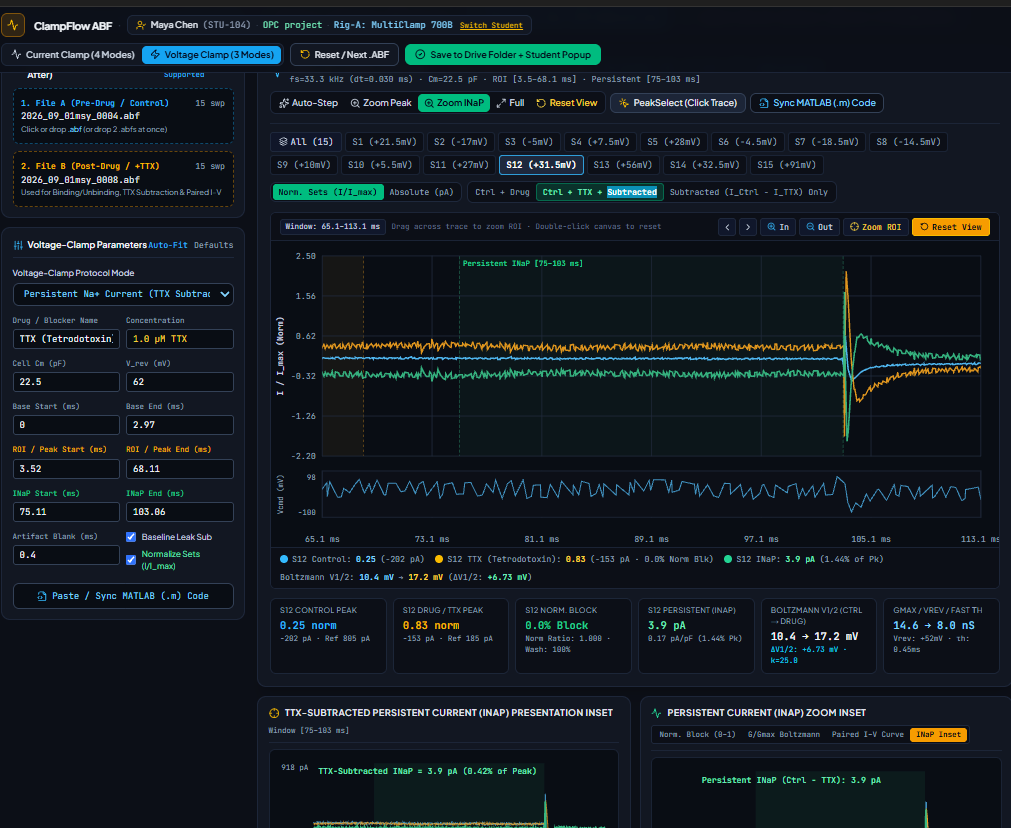 ClampFlow ABF
Maya Chen (STU-104) · OPC project · Rig-A: MultiClamp 700B Switch Student
Current Clamp (4 Modes) Voltage Clamp (3 Modes) Reset / Next .ABF Save to Drive Folder + Student Popup
After) Supported
1. File A (Pre-Drug / Control) 15 swp
2026_09_01msy_0004.abf
Click or drop .abf (or drop 2 .abfs at once)
2. File B (Post-Drug / +TTX) 15 swp
2026_09_01msy_0008.abf
Used for Binding/Unbinding, TTX Subtraction & Paired I-V
Voltage-Clamp Parameters Auto-Fit Defaults
Voltage-Clamp Protocol Mode
Persistent Na+ Current (TTX Subtrac
Drug / Blocker Name Concentration
TTX (Tetrodotoxin) 1.0 µM TTX
Cell Cm (pF) V_rev (mV)
22.5 62
Base Start (ms) Base End (ms)
0 2.97
ROI / Peak Start (ms) ROI / Peak End (ms)
3.52 68.11
INaP Start (ms) INaP End (ms)
75.11 103.06
Artifact Blank (ms) Baseline Leak Sub
0.4 Normalize Sets (I/I_max)
Paste / Sync MATLAB (.m) Code
fs=33.3 kHz (dt=0.030 ms) · Cm=22.5 pF · ROI [3.5-68.1 ms] · Persistent [75-103 ms]
Auto-Step Zoom Peak Zoom INaP Full Reset View PeakSelect (Click Trace) Sync MATLAB (.m) Code
All (15) S1 (+21.5mV) S2 (-17mV) S3 (-5mV) S4 (+7.5mV) S5 (+28mV) S6 (-4.5mV) S7 (-18.5mV) S8 (-14.5mV)
S9 (+10mV) S10 (+5.5mV) S11 (+27mV) S12 (+31.5mV) S13 (+56mV) S14 (+32.5mV) S15 (+91mV)
Norm. Sets (I/I_max) Absolute (pA) Ctrl + Drug Ctrl + TTX + Subtracted Subtracted (I_Ctrl - I_TTX) Only
Window: 65.1-113.1 ms Drag across trace to zoom ROI · Double-click canvas to reset In Out Zoom ROI Reset View
Persistent INaP [75-103 ms]
I / I_max (Norm)
2.50
1.56
0.62
-0.32
-1.26
-2.20
Vcmd (mV)
98
-100
65.1 ms 73.1 ms 81.1 ms 89.1 ms 97.1 ms 105.1 ms 113.1 ms
S12 Control: 0.25 (-202 pA) S12 TTX (Tetrodotoxin): 0.83 (-153 pA · 0.0% Norm Blk) S12 INaP: 3.9 pA (1.44% of Pk)
Boltzmann V1/2: 10.4 mV → 17.2 mV (ΔV1/2: +6.73 mV)
S12 CONTROL PEAK
0.25 norm
-202 pA · Ref 805 pA
S12 DRUG / TTX PEAK
0.83 norm
-153 pA · Ref 185 pA
S12 NORM. BLOCK
0.0% Block
Norm Ratio: 1.000 ·
Wash: 100%
S12 PERSISTENT (INAP)
3.9 pA
0.17 pA/pF (1.44% Pk)
BOLTZMANN V1/2 (CTRL
→ DRUG)
10.4 → 17.2 mV
ΔV1/2: +6.73 mV ·
k=25.0
GMAX / VREV / FAST TH
14.6 → 8.0 nS
Vrev: +52mV · τh:
0.45ms
TTX-SUBTRACTED PERSISTENT CURRENT (INAP) PRESENTATION INSET
Window [75-103 ms]
918 pA TTX-Subtracted INaP = 3.9 pA (0.42% of Peak)
PERSISTENT CURRENT (INAP) ZOOM INSET
Norm. Block (0-1) G/Gmax Boltzmann Paired I-V Curve INaP Inset
Persistent INaP (Ctrl - TTX): 3.9 pA